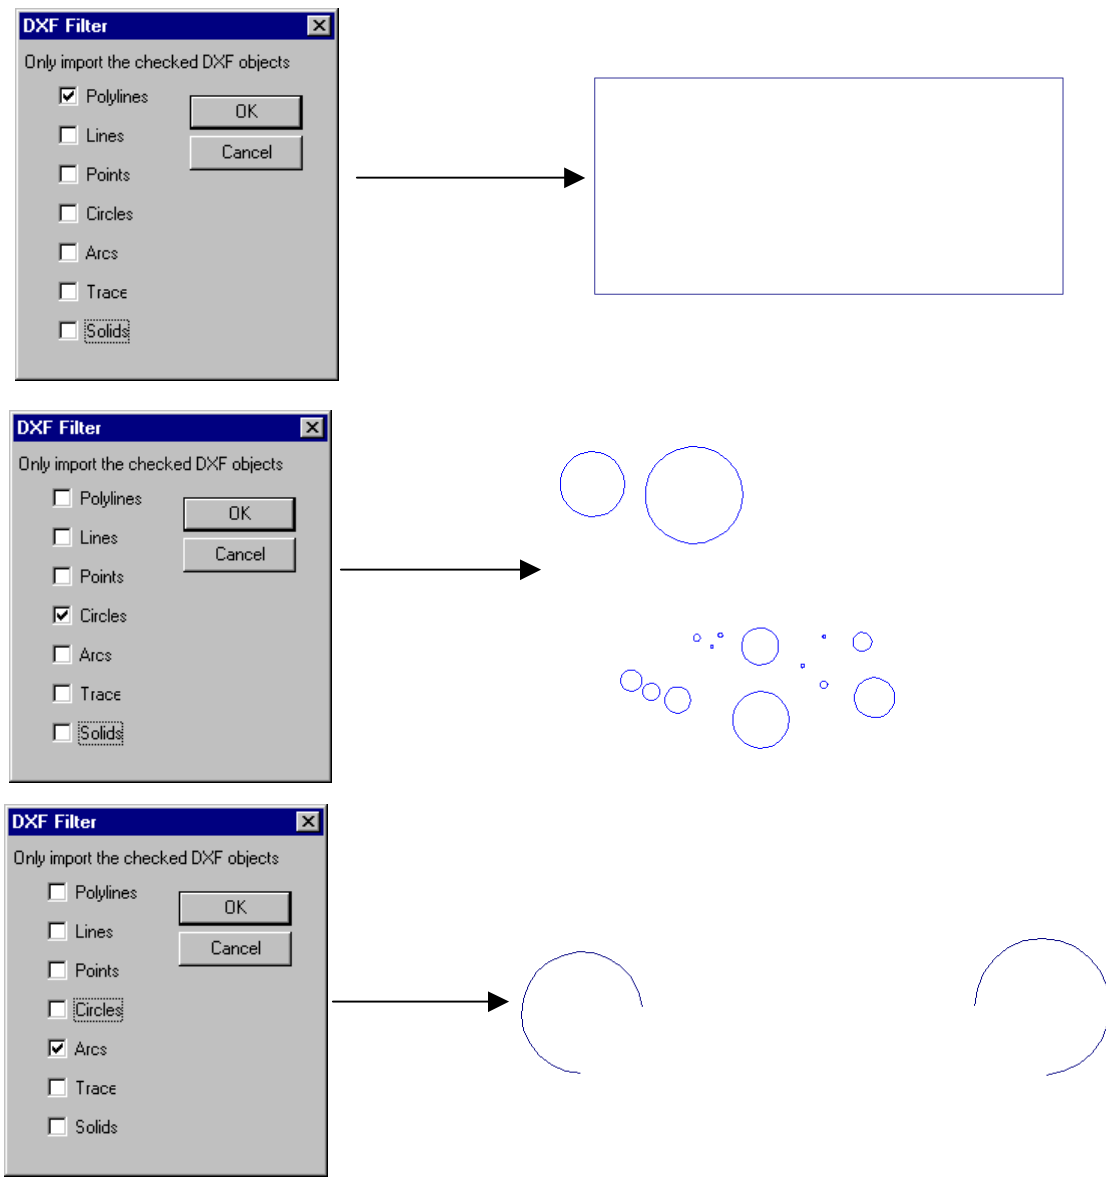 DXF Filter
Only import the checked DXF objects
Polylines
OK
Lines
Cancel
Points
Circles
Arcs
Trace
Solids
DXF Filter
Only import the checked DXF objects
Polylines
OK
Lines
Cancel
Points
Circles
Arcs
Trace
Solids
DXF Filter
Only import the checked DXF objects
Polylines
OK
Lines
Cancel
Points
Circles
Arcs
Trace
Solids